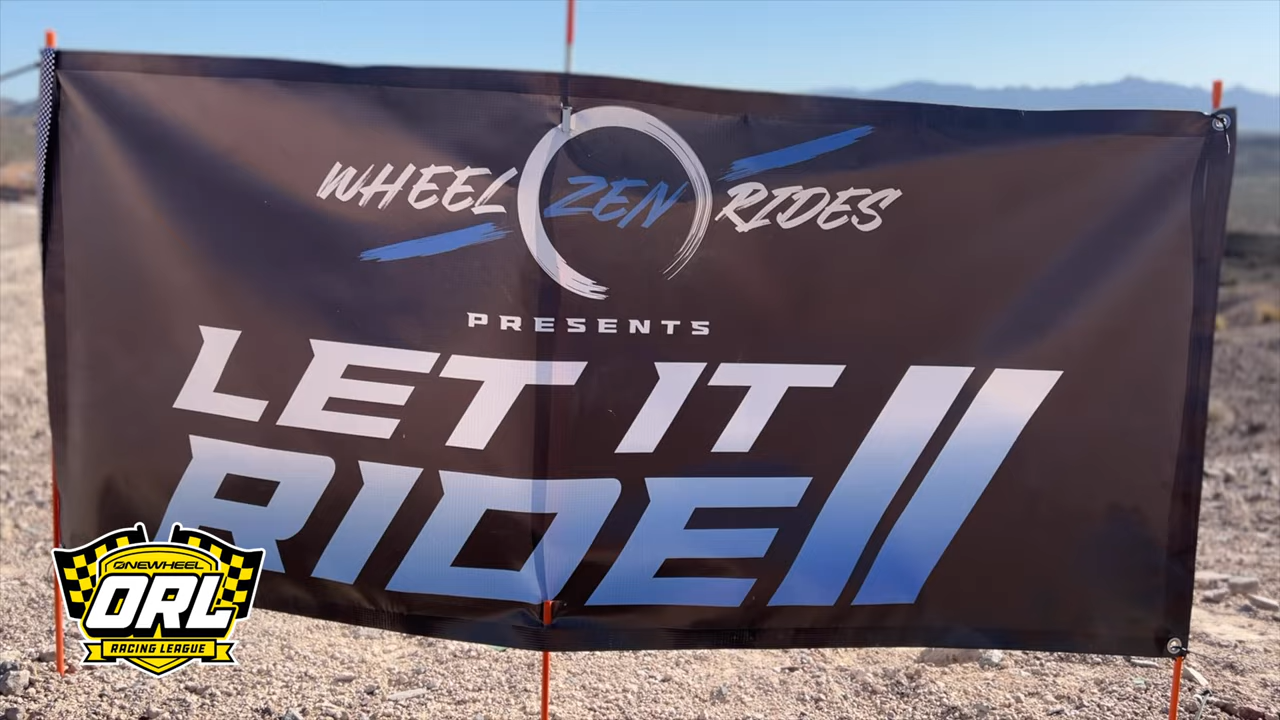 WHEEL ZEN RIDES
PRESENTS
LET IT
RIDE II
ONEWHEEL
ORL
RACING LEAGUE